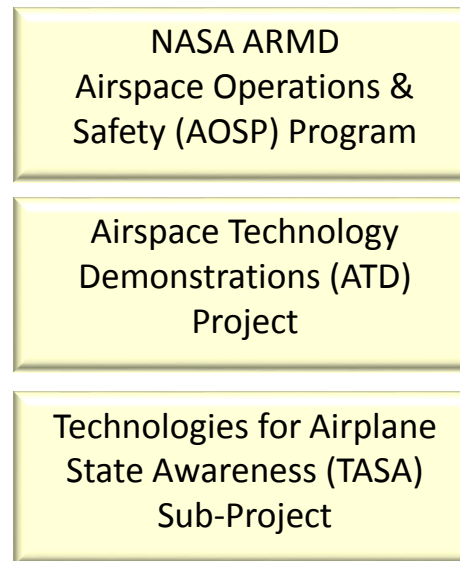 NASA ARMD
Airspace Operations &
Safety (AOSP) Program
Airspace Technology
Demonstrations (ATD)
Project
Technologies for Airplane
State Awareness (TASA)
Sub-Project